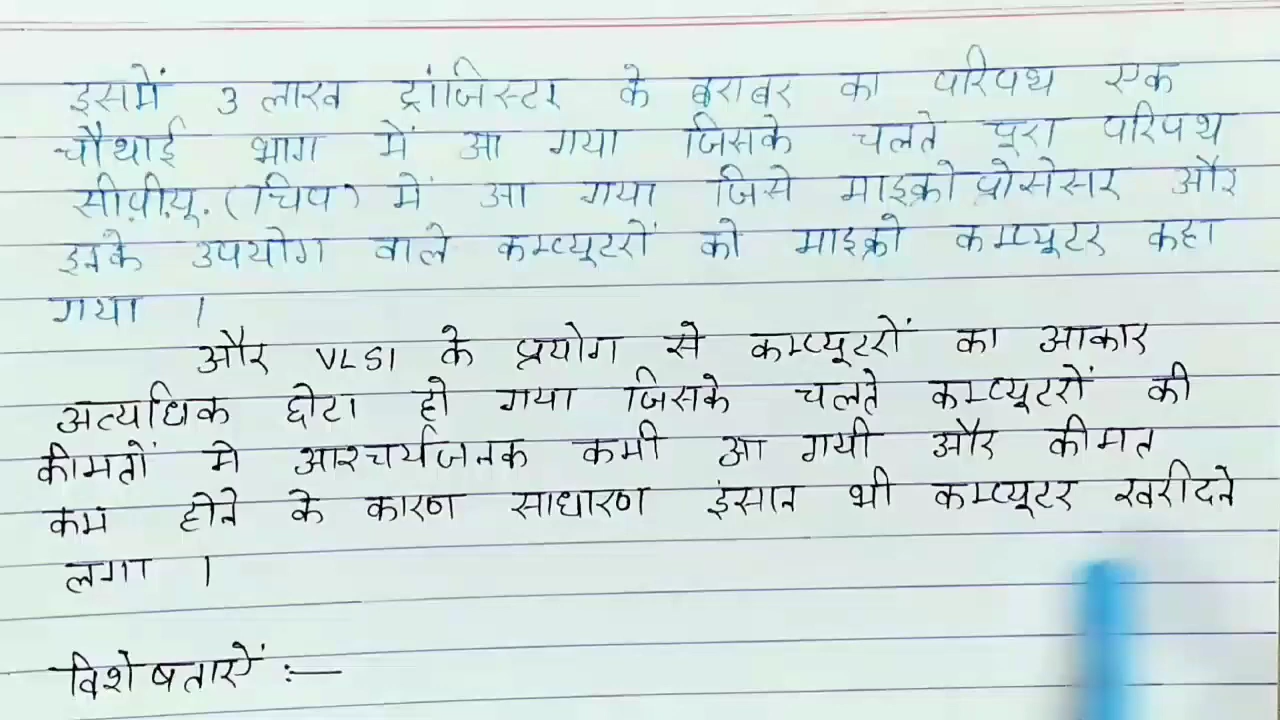 इसमें 3 लाख ट्रांजिस्टर के बराबर का परिपथ एक
चौथाई भाग में आ गया जिसके चलते पूरा परिपथ
सी.पी.यू. (चिप) में आ गया जिसे माइक्रो प्रोसेसर और
इनके उपयोग वाले कम्प्यूटरों को माइक्रो कम्प्यूटर कहा
गया ।
और VLSI के प्रयोग से कम्प्यूटरों का आकार
अत्यधिक छोटा हो गया जिसके चलते कम्प्यूटरों की
कीमतों मे आश्चर्यजनक कमी आ गयी और कीमत
कम होने के कारण साधारण इंसान भी कम्प्यूटर खरीदने
लगा ।
विशेषताऐं :—